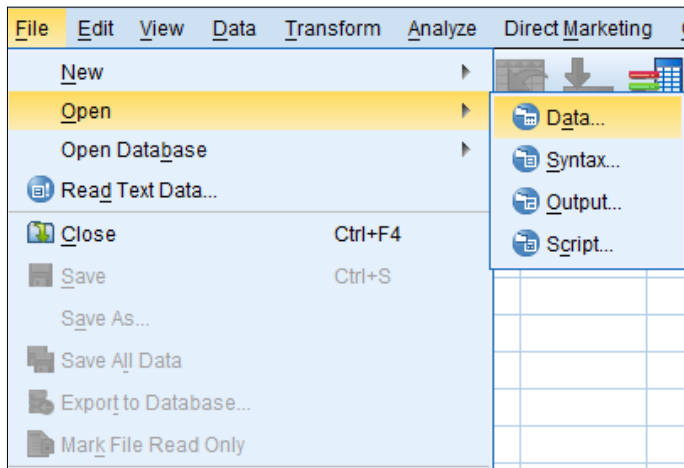 File Edit View Data Transform Analyze Direct Marketing
New
Open
Open Database
Read Text Data...
Close Ctrl+F4
Save Ctrl+S
Save As...
Save All Data
Export to Database...
Mark File Read Only
Data...
Syntax...
Output...
Script...